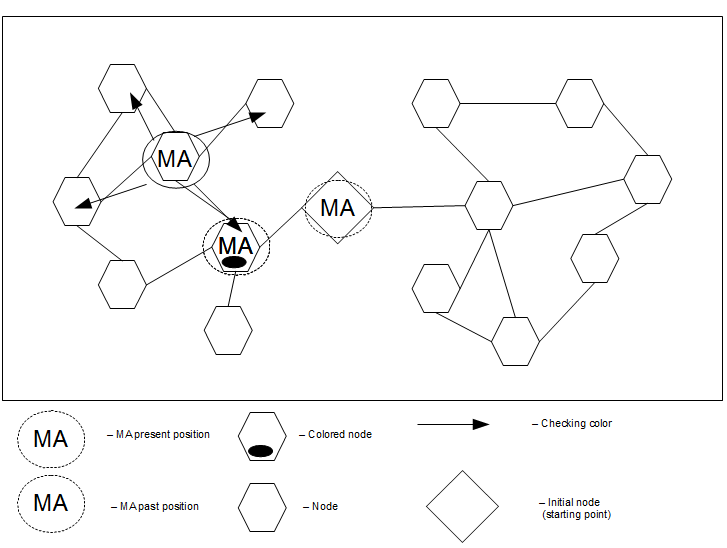 MA
MA
MA
MA
– MA present position
– Colored node
– Checking color
MA
– MA past position
– Node
– Initial node
(starting point)